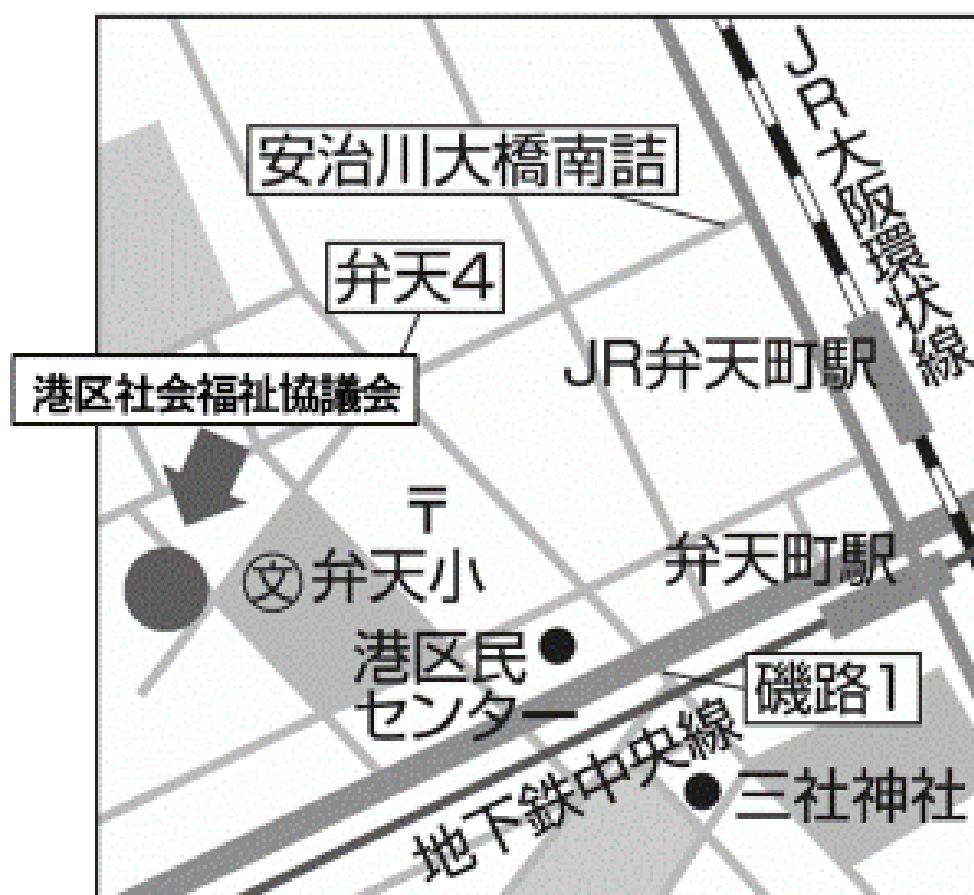 JR大阪環状線
安治川大橋南詰
弁天4
JR弁天町駅
港区社会福祉協議会
〒
弁天町駅
文弁天小
港区民
センター
磯路1
地下鉄中央線
三社神社